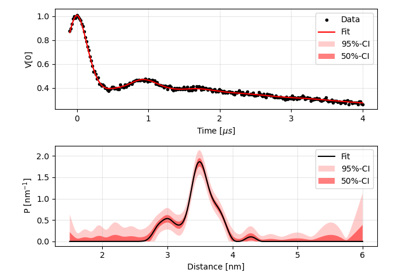 1.0
0.8
0.6
0.4
V[0]
Data
Fit
95%-CI
50%-CI
0 1 2 3 4
Time [μs]
2.0
1.5
1.0
0.5
0.0
P [nm⁻¹]
Fit
95%-CI
50%-CI
2 3 4 5 6
Distance [nm]